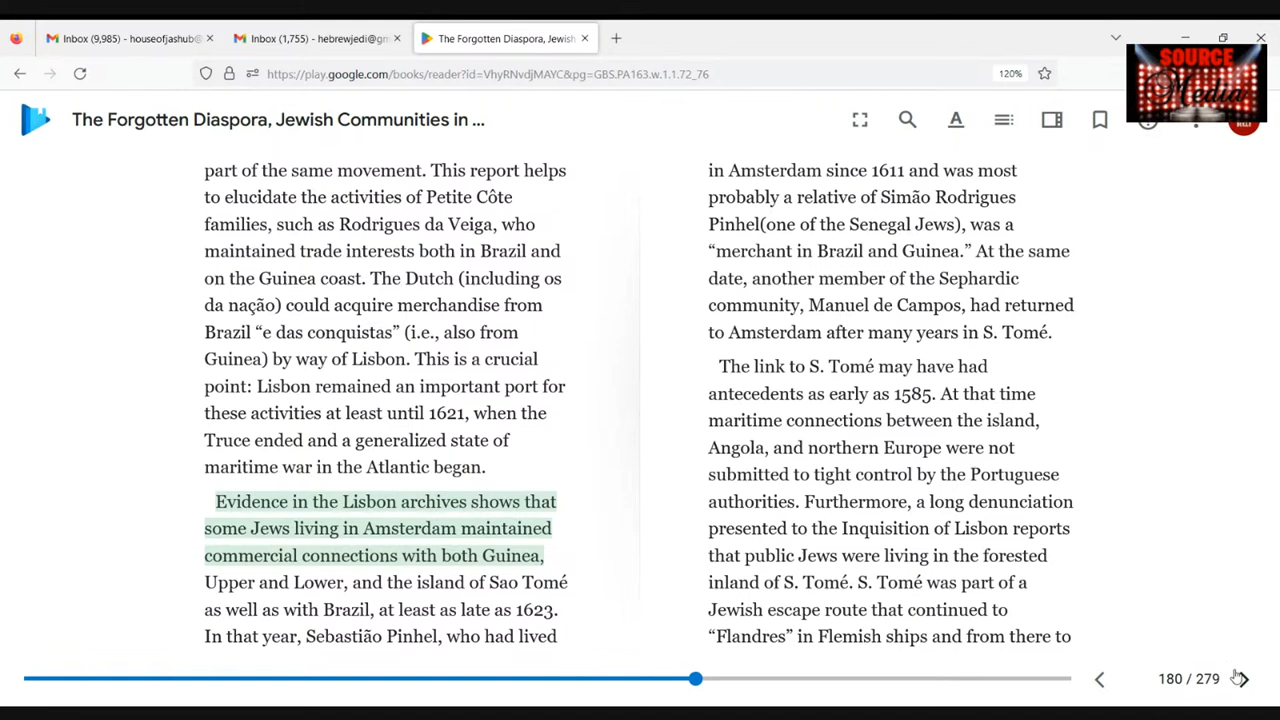 Inbox (9,985) - houseofjashub@
Inbox (1,755) - hebrewjedi@gm
The Forgotten Diaspora, Jewish
https://play.google.com/books/reader?id=VhyRNvdjMAYC&pg=GBS.PA163.w.1.1.72_76
120%
SOURCE
Media
The Forgotten Diaspora, Jewish Communities in ...
part of the same movement. This report helps
to elucidate the activities of Petite Côte
families, such as Rodrigues da Veiga, who
maintained trade interests both in Brazil and
on the Guinea coast. The Dutch (including os
da nação) could acquire merchandise from
Brazil “e das conquistas” (i.e., also from
Guinea) by way of Lisbon. This is a crucial
point: Lisbon remained an important port for
these activities at least until 1621, when the
Truce ended and a generalized state of
maritime war in the Atlantic began.
Evidence in the Lisbon archives shows that
some Jews living in Amsterdam maintained
commercial connections with both Guinea,
Upper and Lower, and the island of Sao Tomé
as well as with Brazil, at least as late as 1623.
In that year, Sebastião Pinhel, who had lived
in Amsterdam since 1611 and was most
probably a relative of Simão Rodrigues
Pinhel(one of the Senegal Jews), was a
“merchant in Brazil and Guinea.” At the same
date, another member of the Sephardic
community, Manuel de Campos, had returned
to Amsterdam after many years in S. Tomé.
The link to S. Tomé may have had
antecedents as early as 1585. At that time
maritime connections between the island,
Angola, and northern Europe were not
submitted to tight control by the Portuguese
authorities. Furthermore, a long denunciation
presented to the Inquisition of Lisbon reports
that public Jews were living in the forested
inland of S. Tomé. S. Tomé was part of a
Jewish escape route that continued to
“Flandres” in Flemish ships and from there to
180 / 279